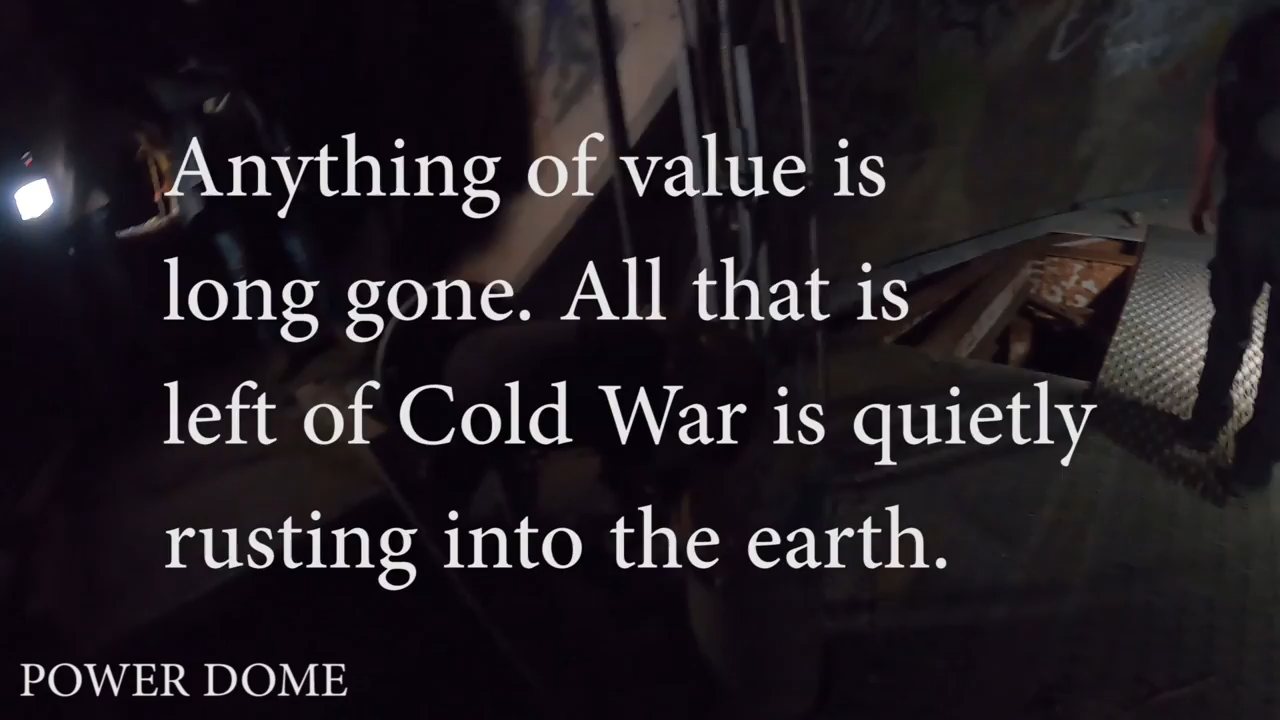 Anything of value is
long gone. All that is
left of Cold War is quietly
rusting into the earth.
POWER DOME